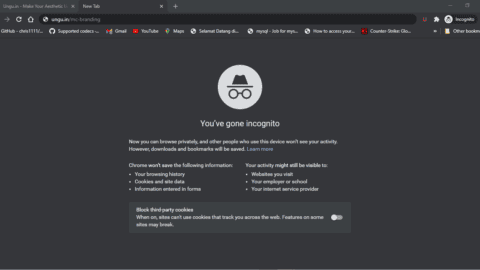 ungu.in - Make Your Aesthetic L
New Tab
ungu.in/mc-branding
Incognito
GitHub - chris1111/...
Supported codecs -...
Gmail
YouTube
Maps
Selamat Datang di...
mysql - Job for mys...
How to access your...
Counter Strike: Glo...
Other bookm
You've gone incognito
Now you can browse privately, and other people who use this device won't see your activity.
However, downloads and bookmarks will be saved. Learn more
Chrome won't save the following information:
• Your browsing history
• Cookies and site data
• Information entered in forms
Your activity might still be visible to:
• Websites you visit
• Your employer or school
• Your internet service provider
Block third-party cookies
When on, sites can't use cookies that track you across the web. Features on some
sites may break.